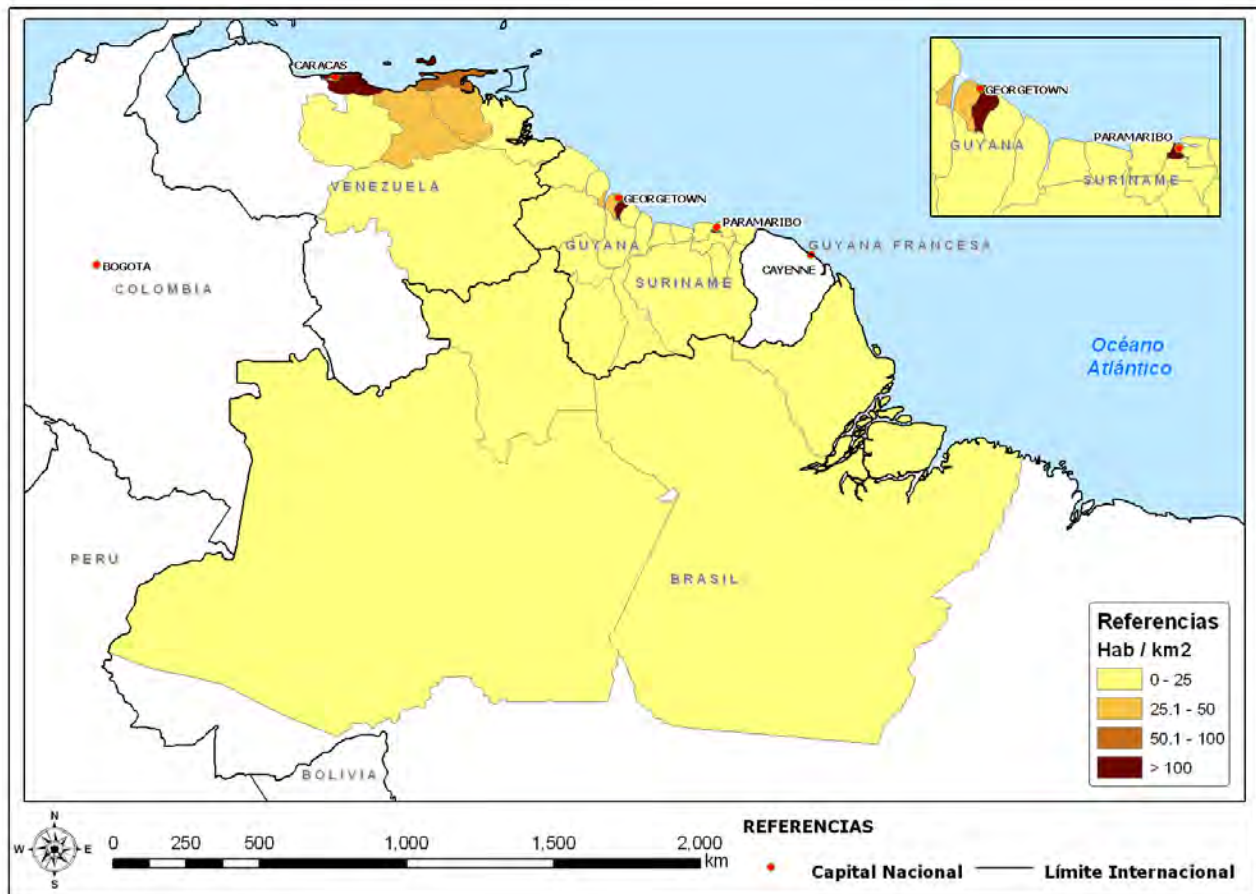 CARACAS
GEORGETOWN
PARAMARIBO
GUYANA
SURINAME
VENEZUELA
GEORGETOWN
PARAMARIBO
GUYANA
GUYANA FRANCESA
BOGOTA
CAYENNE
COLOMBIA
SURINAME
Océano
Atlántico
PERU
BRASIL
BOLIVIA
Referencias
Hab / km2
0 - 25
25.1 - 50
50.1 - 100
> 100
N
W E
S
0 250 500 1,000 1,500 2,000
km
REFERENCIAS
Capital Nacional Límite Internacional